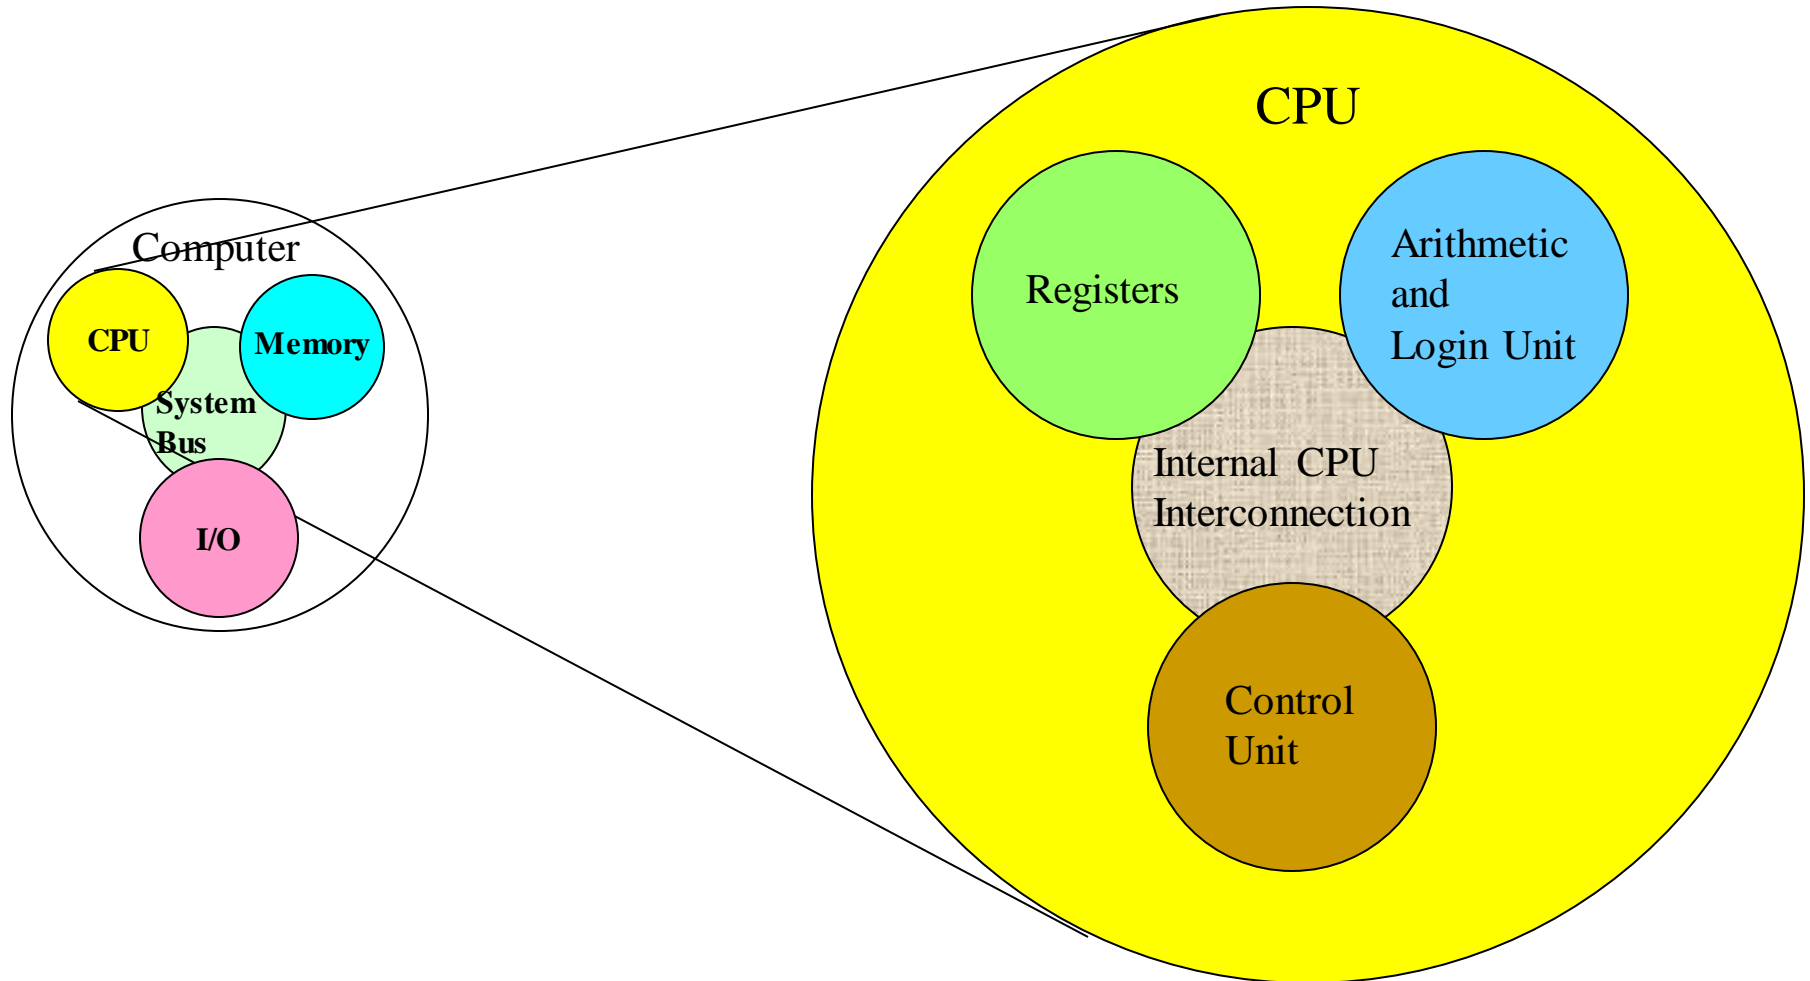 Computer
CPU
Memory
System
Bus
I/O
CPU
Registers
Arithmetic
and
Login Unit
Internal CPU
Interconnection
Control
Unit